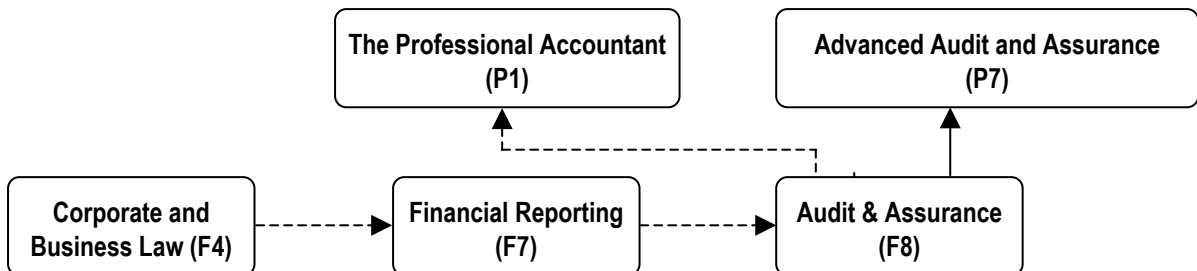 The Professional Accountant
(P1)
Advanced Audit and Assurance
(P7)
Corporate and
Business Law (F4)
Financial Reporting
(F7)
Audit & Assurance
(F8)